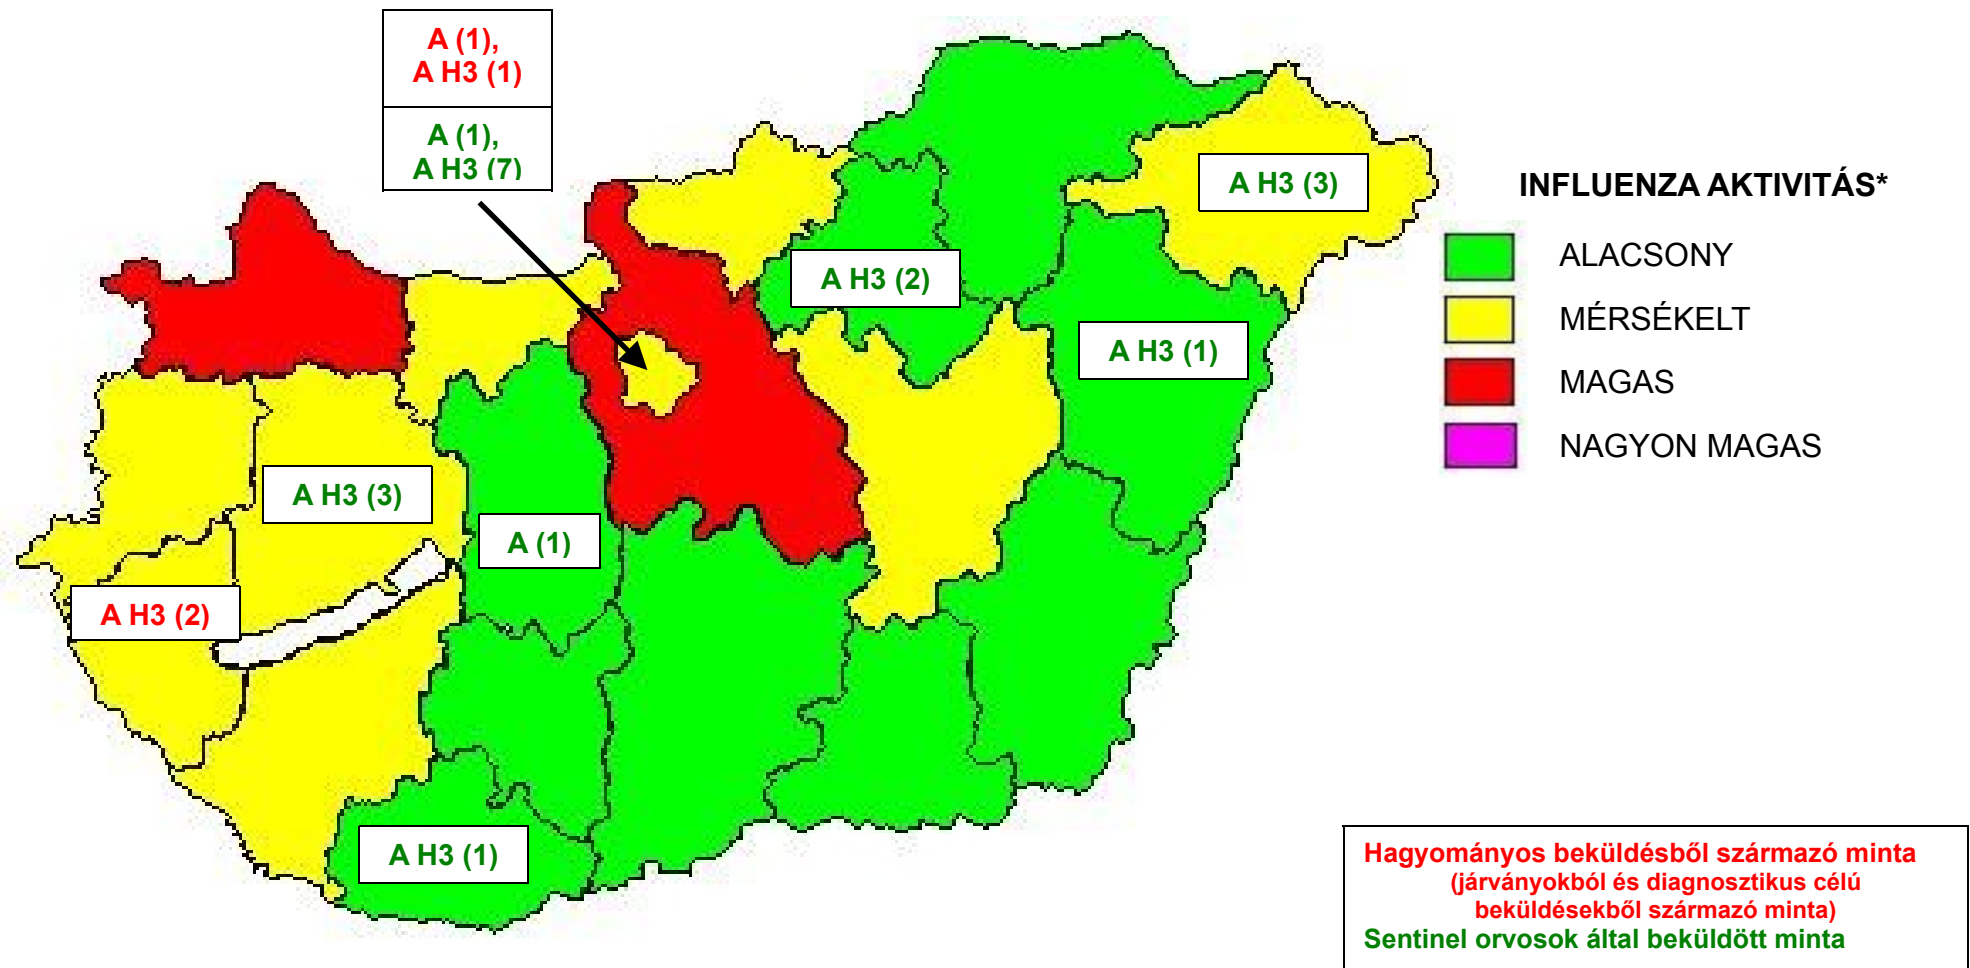 A (1),
A H3 (1)
A (1),
A H3 (7)
A H3 (3)
INFLUENZA AKTIVITÁS*
ALACSONY
A H3 (2)
MÉRSÉKELT
A H3 (1)
MAGAS
NAGYON MAGAS
A H3 (3)
A (1)
A H3 (2)
A H3 (1)
Hagyományos beküldésből származó minta
(járványokból és diagnosztikus célú
beküldésekből származó minta)
Sentinel orvosok által beküldött minta